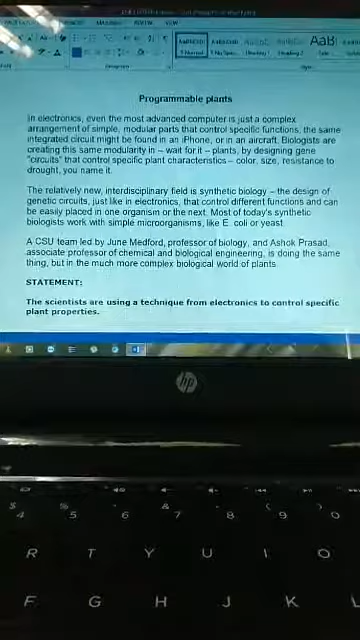 Programmable plants
In electronics, even the most advanced computer is just a complex
arrangement of simple, modular parts that control specific functions, the same
integrated circuit might be found in an iPhone, or in an aircraft. Biologists are
creating this same modularity in – wait for it – plants, by designing gene
"circuits" that control specific plant characteristics – color, size, resistance to
drought, you name it.
The relatively new, interdisciplinary field is synthetic biology – the design of
genetic circuits, just like in electronics, that control different functions and can
be easily placed in one organism or the next. Most of today's synthetic
biologists work with simple microorganisms, like E. coli or yeast.
A CSU team led by June Medford, professor of biology, and Ashok Prasad,
associate professor of chemical and biological engineering, is doing the same
thing, but in the much more complex biological world of plants.
STATEMENT:
The scientists are using a technique from electronics to control specific
plant properties.
hp
4 5 6 & 7 8 ( 9 ) 0
R T Y U I O
F G H J K L